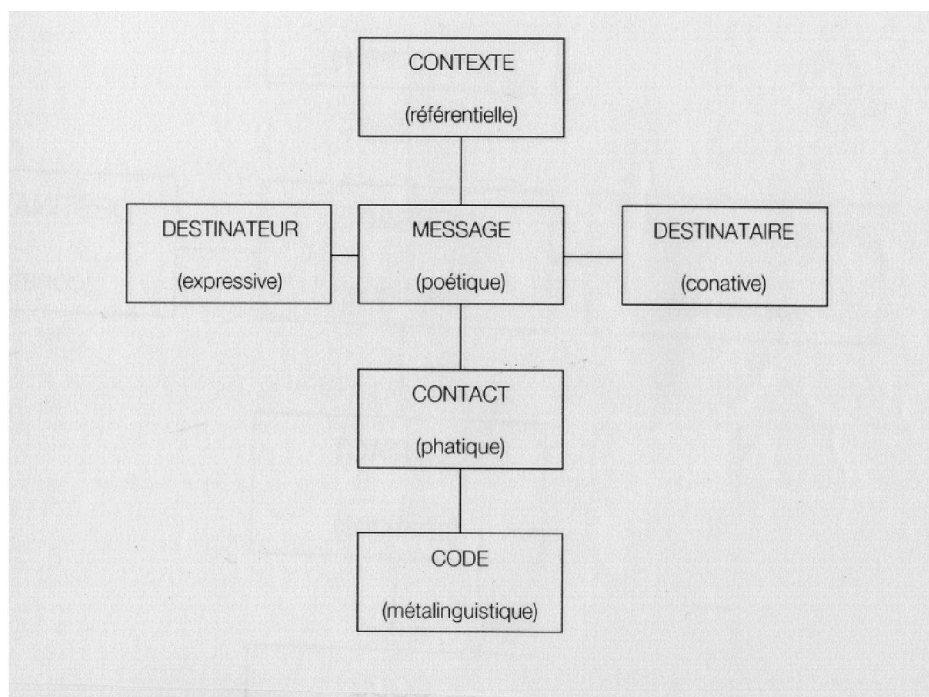 CONTEXTE
(référentielle)
DESTINATEUR
(expressive)
MESSAGE
(poétique)
DESTINATAIRE
(conative)
CONTACT
(phatique)
CODE
(métalinguistique)